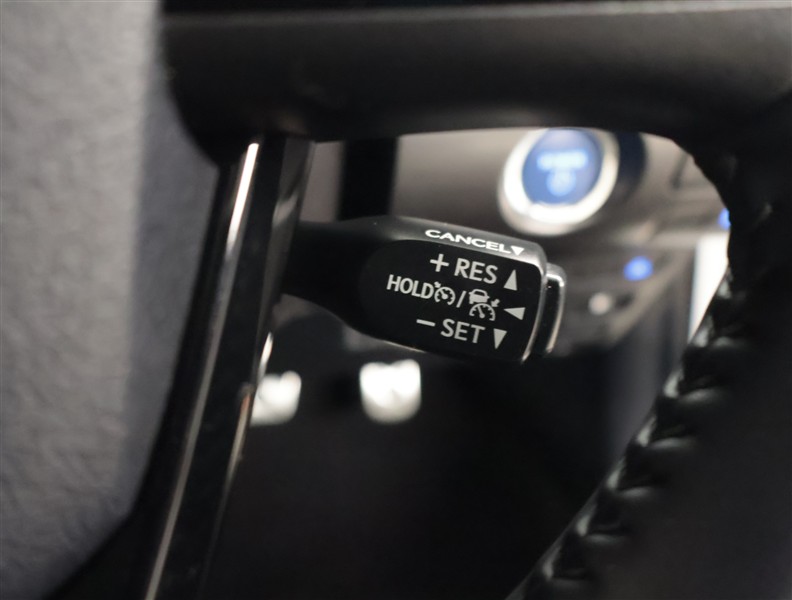 CANCEL▼
+ RES ▲
HOLD / ◀
− SET ▼